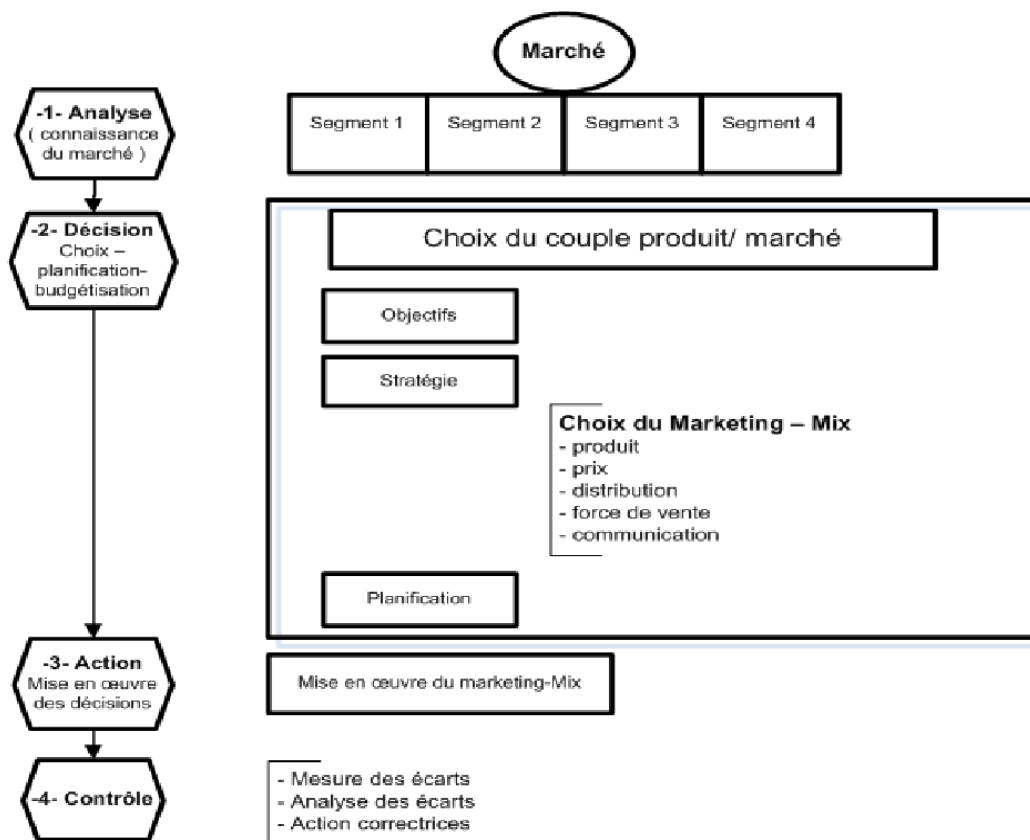 Marché
-1- Analyse
( connaissance
du marché )
Segment 1
Segment 2
Segment 3
Segment 4
-2- Décision
Choix –
planification-
budgétisation
Choix du couple produit/ marché
Objectifs
Stratégie
Choix du Marketing – Mix
- produit
- prix
- distribution
- force de vente
- communication
Planification
-3- Action
Mise en œuvre
des décisions
Mise en œuvre du marketing-Mix
-4- Contrôle
- Mesure des écarts
- Analyse des écarts
- Action correctrices